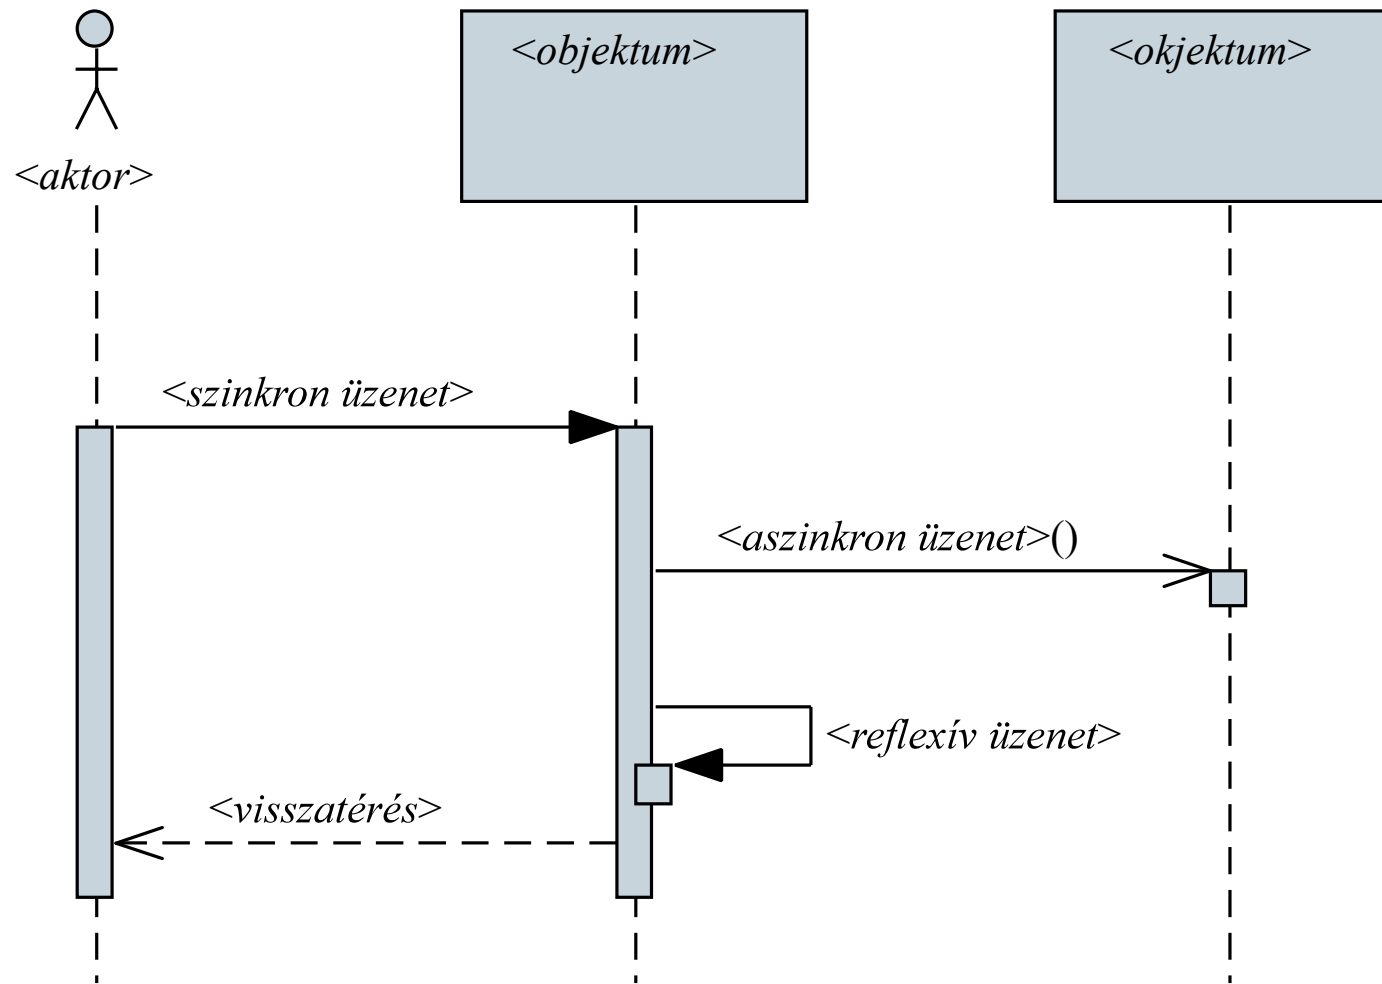 <objektum>
<okjektum>
<aktor>
<szinkron üzenet>
<aszinkron üzenet>()
<reflexív üzenet>
<visszatérés>